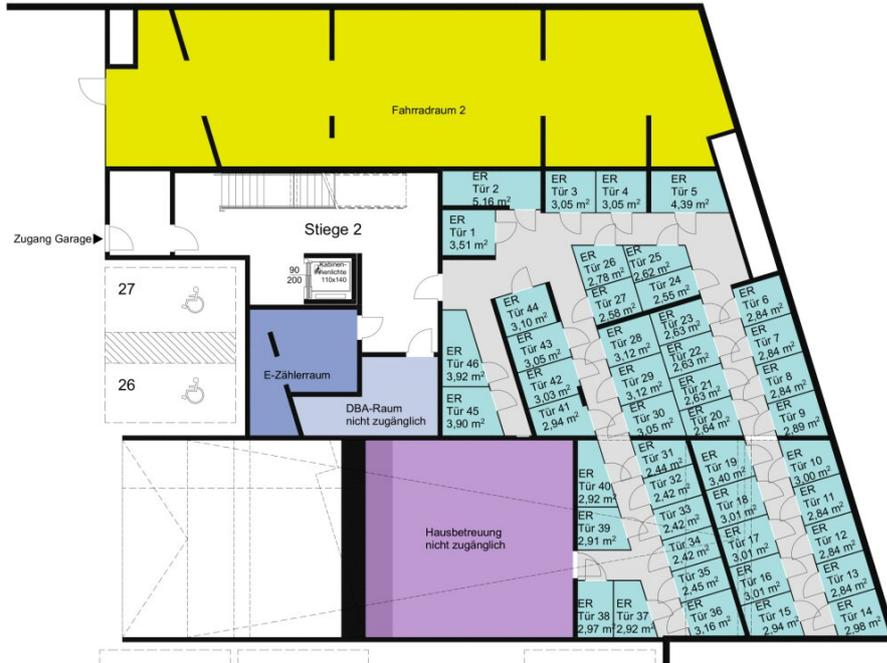 Fahrradraum 2
ER
Tür 2
5,16 m²
ER
Tür 3
3,05 m²
ER
Tür 4
3,05 m²
ER
Tür 5
4,39 m²
ER
Tür 1
3,51 m²
Stiege 2
Zugang Garage
90
200
Kabinen-
110x140
27
26
E-Zählerraum
DBA-Raum
nicht zugänglich
Hausbetreuung
nicht zugänglich
ER
Tür 26
2,78 m²
ER
Tür 25
2,62 m²
ER
Tür 24
2,55 m²
ER
Tür 27
2,58 m²
ER
Tür 6
2,84 m²
ER
Tür 7
2,84 m²
ER
Tür 8
2,84 m²
ER
Tür 9
2,89 m²
ER
Tür 44
3,10 m²
ER
Tür 43
3,05 m²
ER
Tür 42
3,03 m²
ER
Tür 41
2,94 m²
ER
Tür 28
3,12 m²
ER
Tür 29
3,12 m²
ER
Tür 30
3,05 m²
ER
Tür 23
2,63 m²
ER
Tür 22
2,63 m²
ER
Tür 21
2,63 m²
ER
Tür 20
2,64 m²
ER
Tür 46
3,92 m²
ER
Tür 45
3,90 m²
ER
Tür 40
2,92 m²
ER
Tür 39
2,91 m²
ER
Tür 38
2,97 m²
ER
Tür 37
2,92 m²
ER
Tür 31
2,44 m²
ER
Tür 32
2,42 m²
ER
Tür 33
2,42 m²
ER
Tür 34
2,42 m²
ER
Tür 35
2,45 m²
ER
Tür 36
3,16 m²
ER
Tür 19
3,40 m²
ER
Tür 18
3,01 m²
ER
Tür 17
3,01 m²
ER
Tür 16
3,01 m²
ER
Tür 15
2,94 m²
ER
Tür 10
3,00 m²
ER
Tür 11
2,84 m²
ER
Tür 12
2,84 m²
ER
Tür 13
2,84 m²
ER
Tür 14
2,98 m²